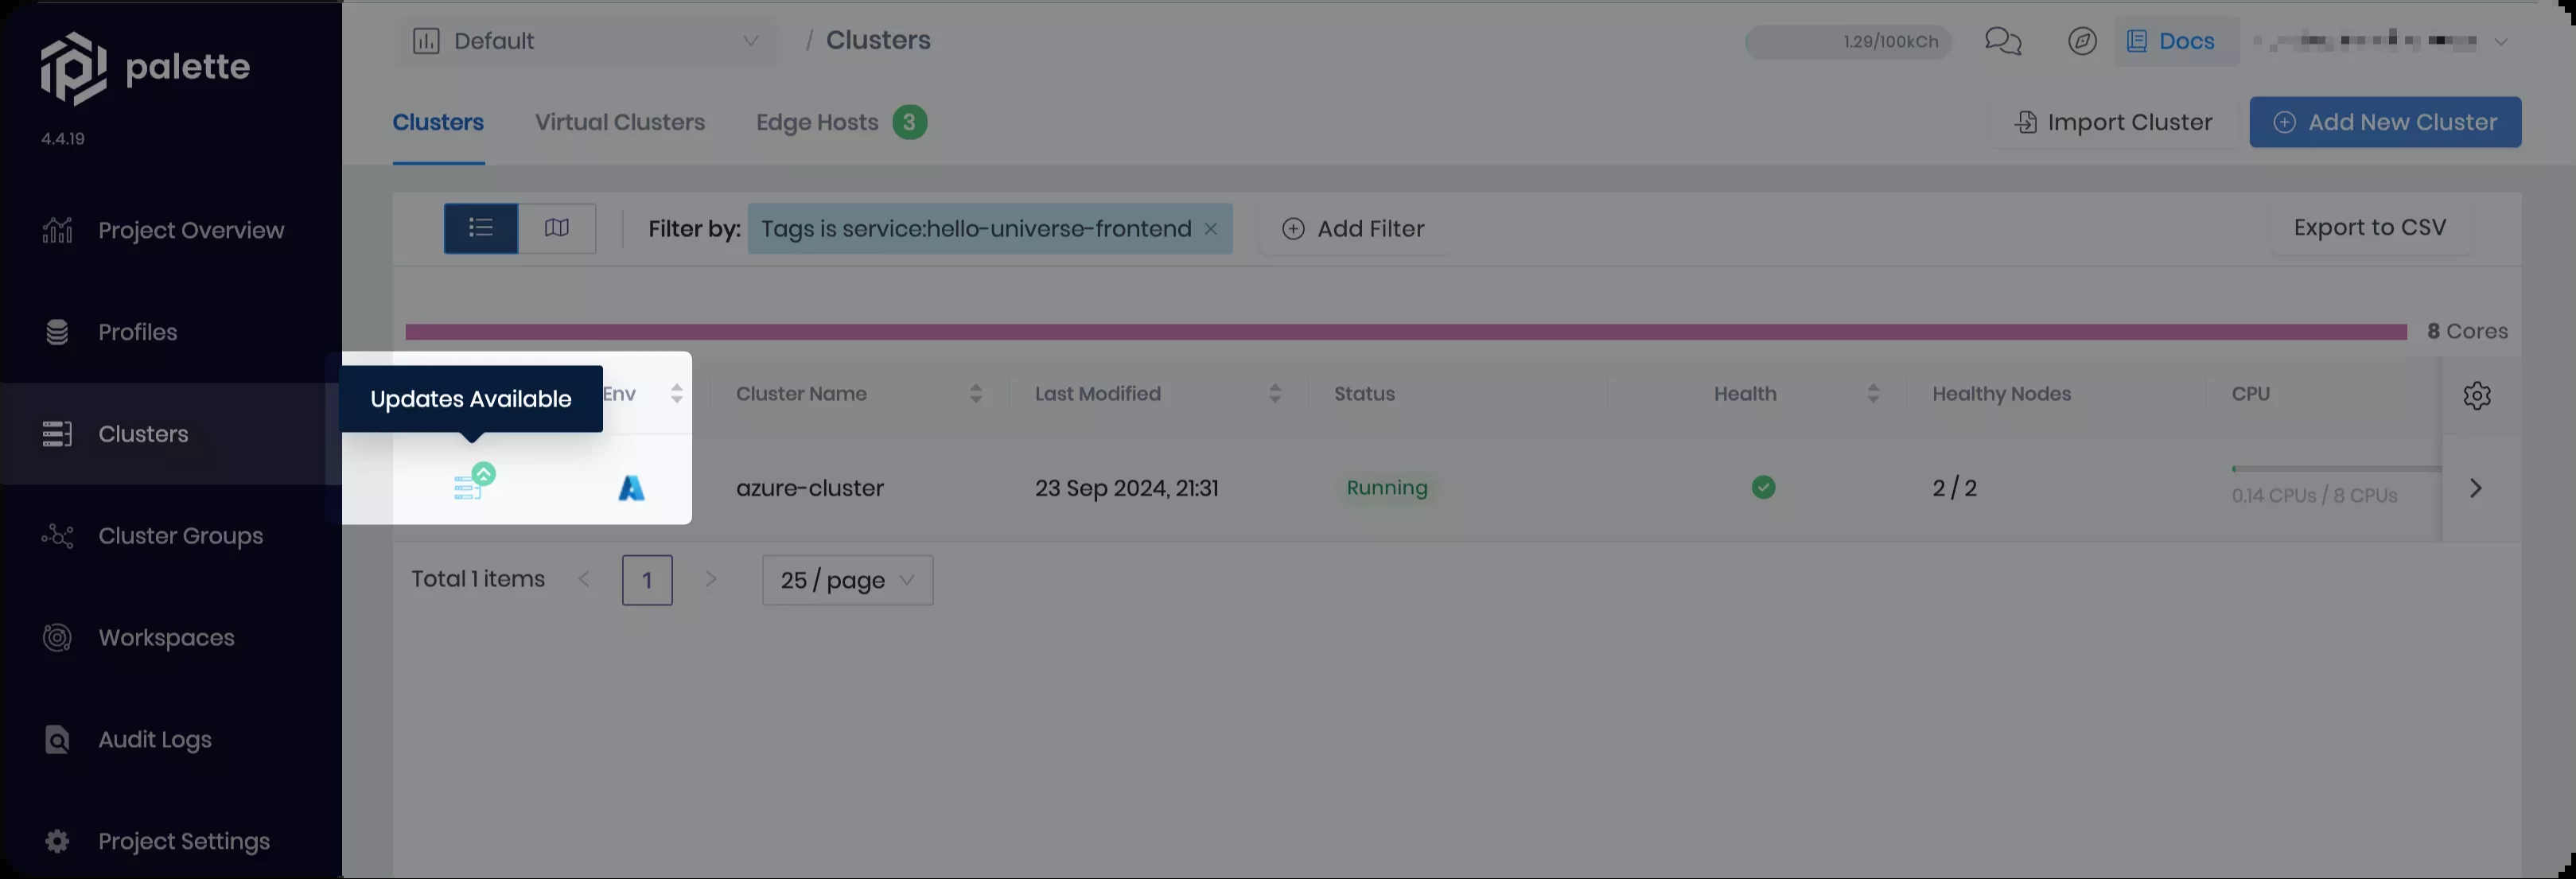 palette
4.4.19
Project Overview
Profiles
Clusters
Cluster Groups
Workspaces
Audit Logs
Project Settings
Default / Clusters
1.29/100kCh
Docs
Clusters Virtual Clusters Edge Hosts 3
Import Cluster Add New Cluster
Filter by: Tags is service:hello-universe-frontend Add Filter Export to CSV
8 Cores
Updates Available
Env Cluster Name Last Modified Status Health Healthy Nodes CPU
azure-cluster 23 Sep 2024, 21:31 Running 2 / 2 0.14 CPUs / 8 CPUs
Total 1 items 1 25 / page